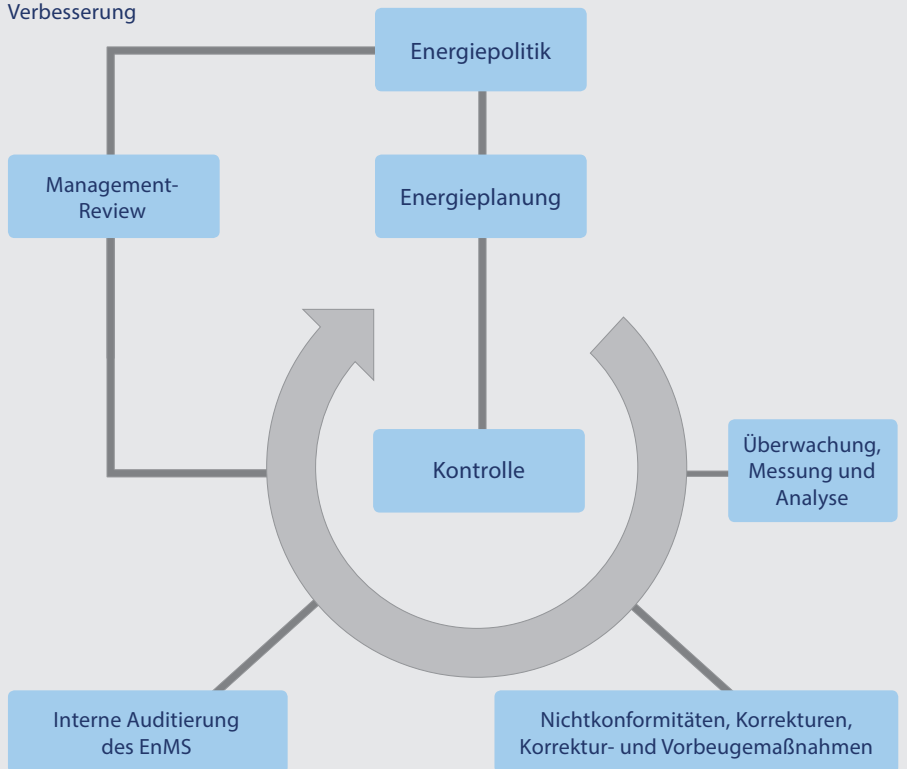 Verbesserung
Energiepolitik
Management-
Review
Energieplanung
Kontrolle
Überwachung,
Messung und
Analyse
Interne Auditierung
des EnMS
Nichtkonformitäten, Korrekturen,
Korrektur- und Vorbeugemaßnahmen